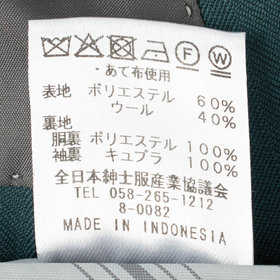 F W
あて布使用
表地 ポリエステル 60%
ウール 40%
裏地
胴裏 ポリエステル 100%
袖裏 キュプラ 100%
全日本紳士服産業協議会
TEL 058-265-1212
8-0082
MADE IN INDONESIA